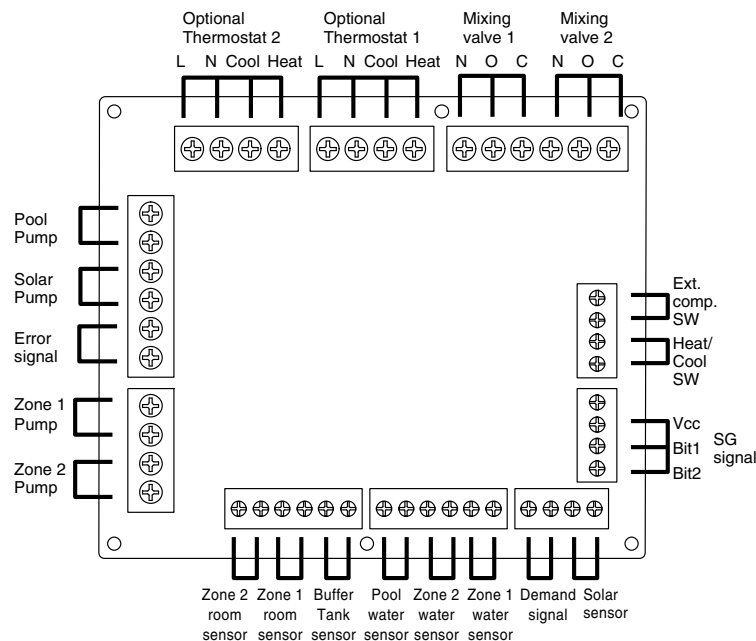 Optional
Thermostat 2
Optional
Thermostat 1
Mixing
valve 1
Mixing
valve 2
L N Cool Heat
L N Cool Heat
N O C
N O C
Pool
Pump
Solar
Pump
Error
signal
Zone 1
Pump
Zone 2
Pump
Ext.
comp.
SW
Heat/
Cool
SW
Vcc
Bit1
Bit2
SG
signal
Zone 2
room
sensor
Zone 1
room
sensor
Buffer
Tank
sensor
Pool
water
sensor
Zone 2
water
sensor
Zone 1
water
sensor
Demand
signal
Solar
sensor